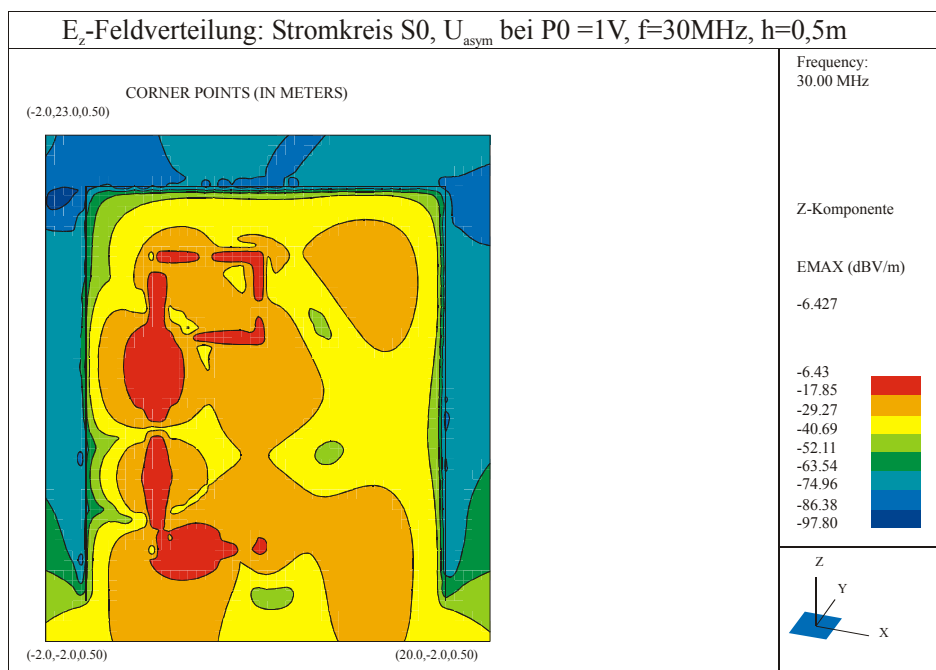 E_z-Feldverteilung: Stromkreis S0, U_asym bei P0 =1V, f=30MHz, h=0,5m
Frequency:
30.00 MHz
CORNER POINTS (IN METERS)
(-2.0,23.0,0.50)
Z-Komponente
EMAX (dBV/m)
-6.427
-6.43
-17.85
-29.27
-40.69
-52.11
-63.54
-74.96
-86.38
-97.80
Z
Y
X
(-2.0,-2.0,0.50)
(20.0,-2.0,0.50)